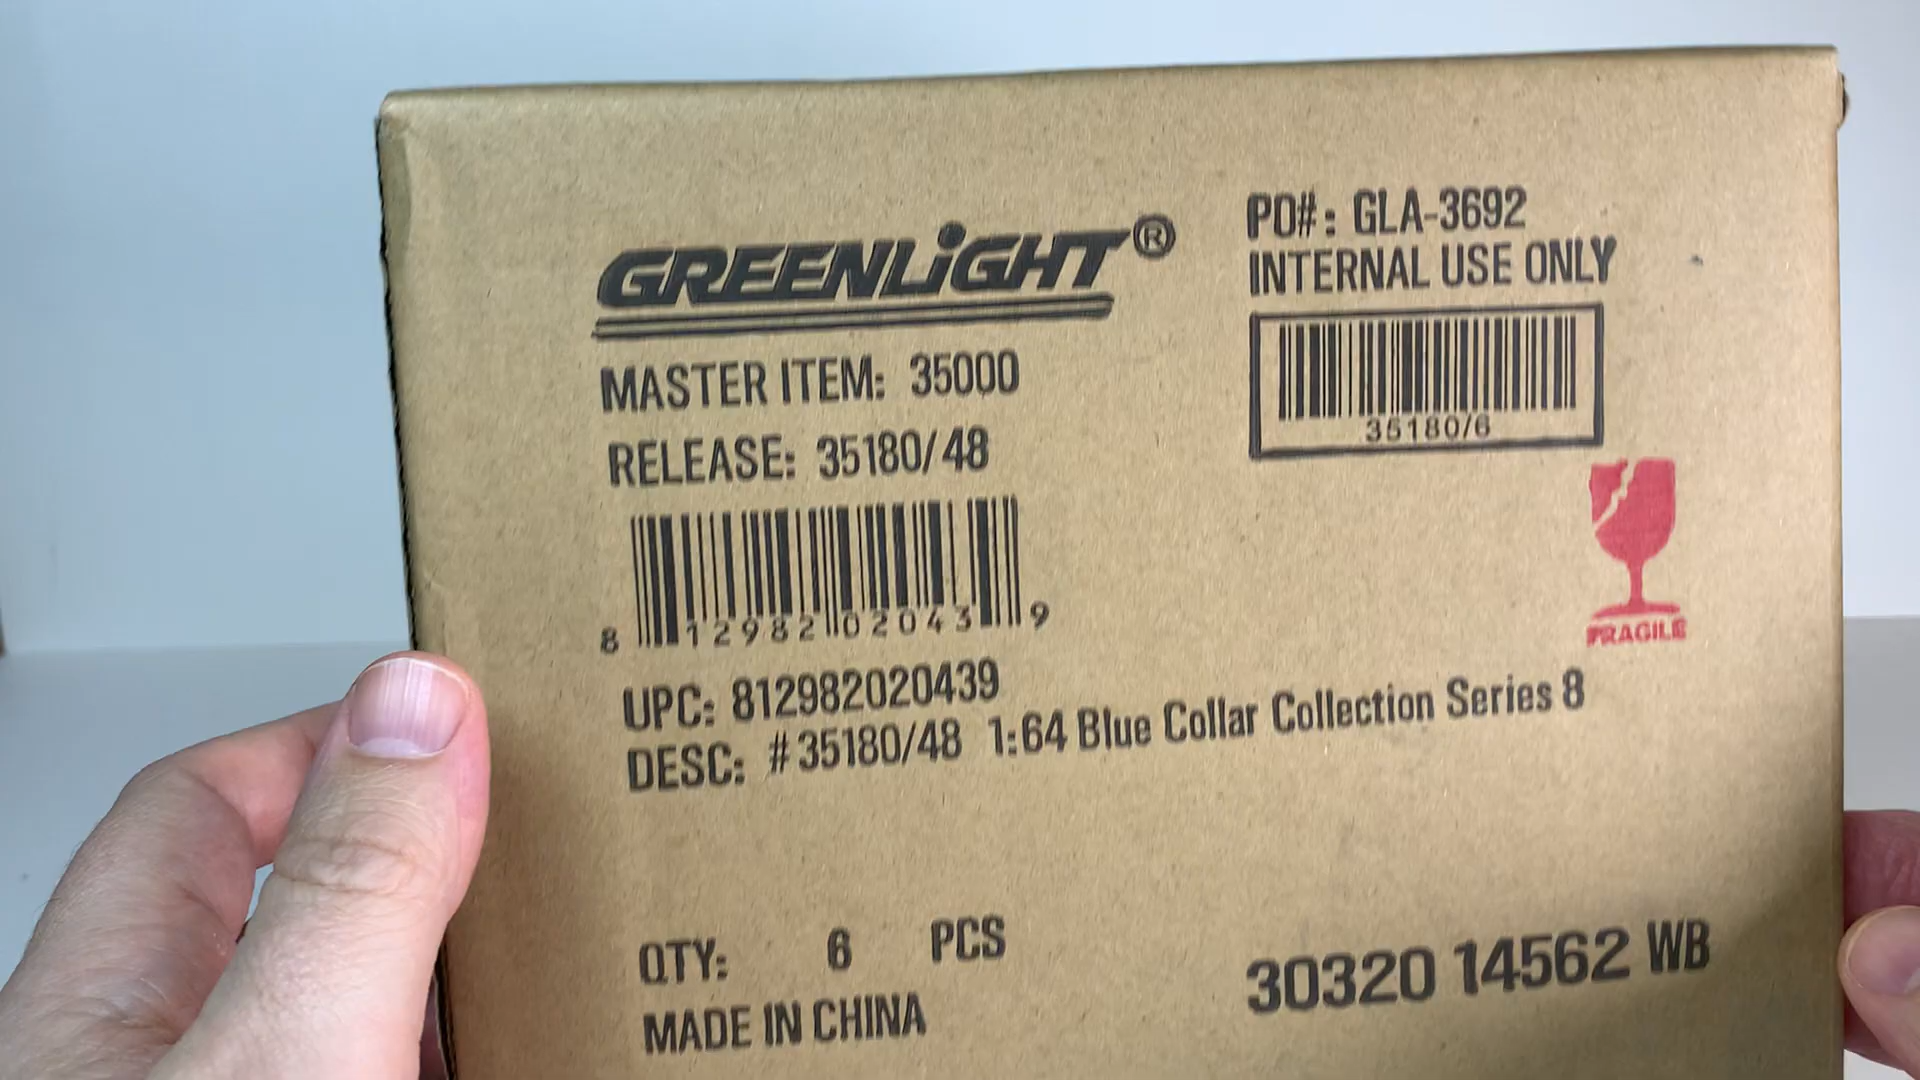 GREENLiGHT®
MASTER ITEM: 35000
RELEASE: 35180/48
8 12982 02043 9
UPC: 812982020439
DESC: #35180/48 1:64 Blue Collar Collection Series 8
QTY: 6 PCS
MADE IN CHINA
PO#: GLA-3692
INTERNAL USE ONLY
35180/6
FRAGILE
30320 14562 WB